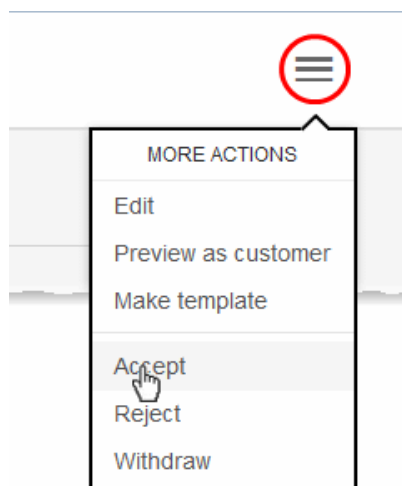 MORE ACTIONS
Edit
Preview as customer
Make template
Accept
Reject
Withdraw